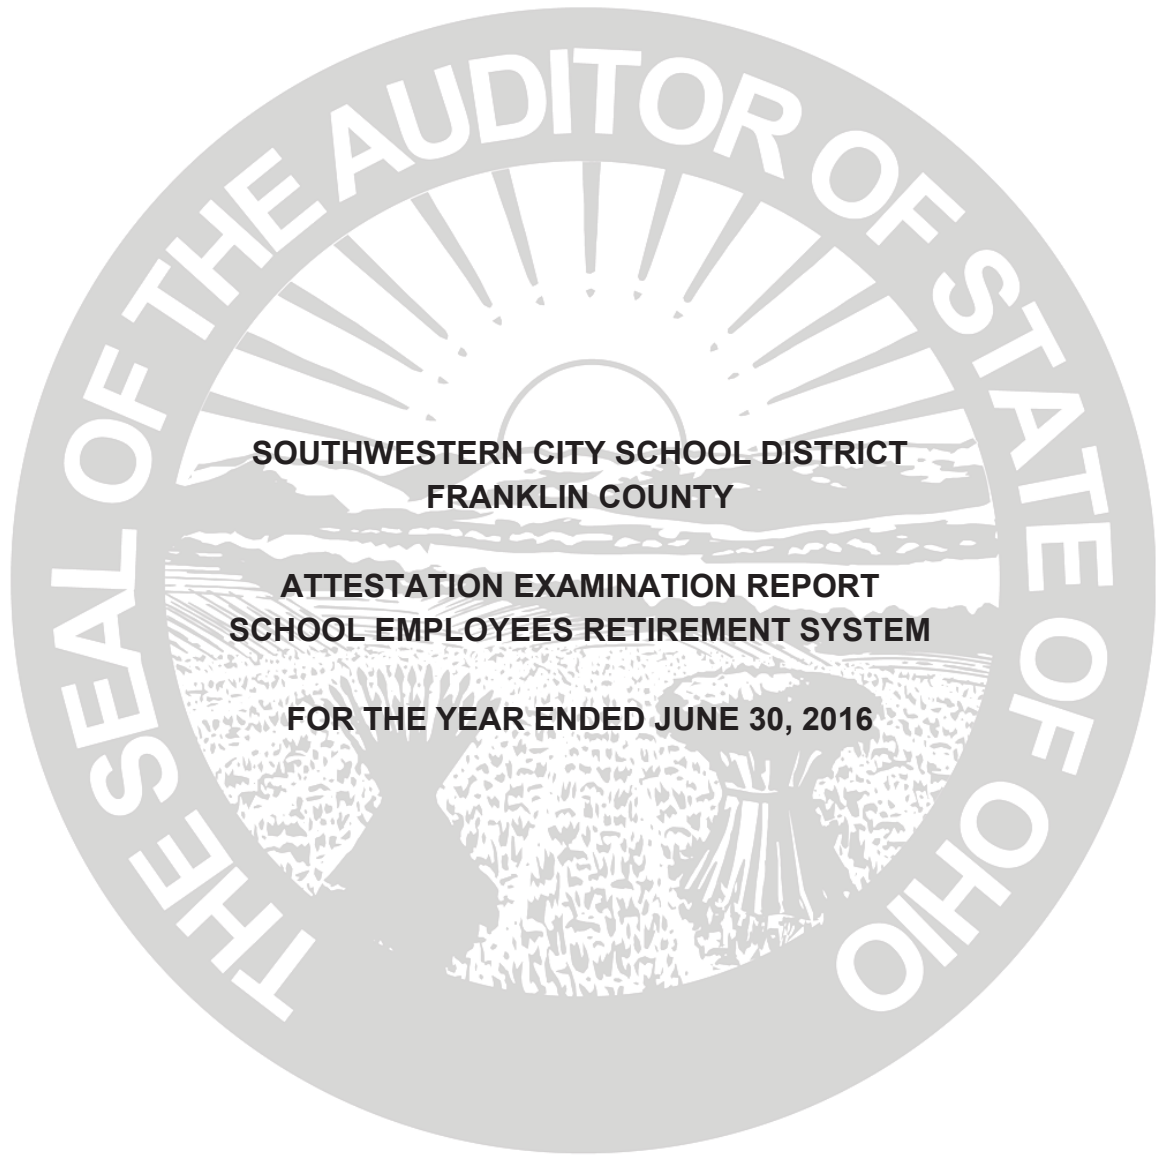 THE SEAL OF THE AUDITOR OF STATE OF OHIO
SOUTHWESTERN CITY SCHOOL DISTRICT
FRANKLIN COUNTY
ATTESTATION EXAMINATION REPORT
SCHOOL EMPLOYEES RETIREMENT SYSTEM
FOR THE YEAR ENDED JUNE 30, 2016